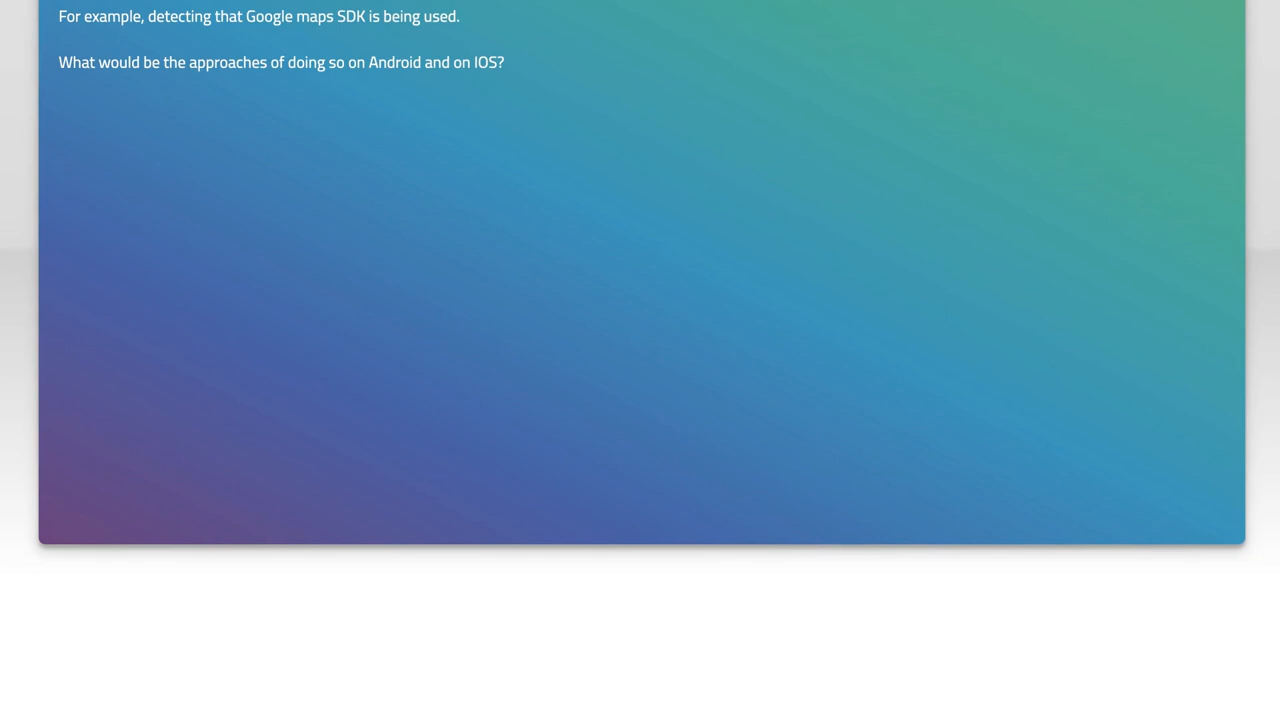 For example, detecting that Google maps SDK is being used.
What would be the approaches of doing so on Android and on IOS?